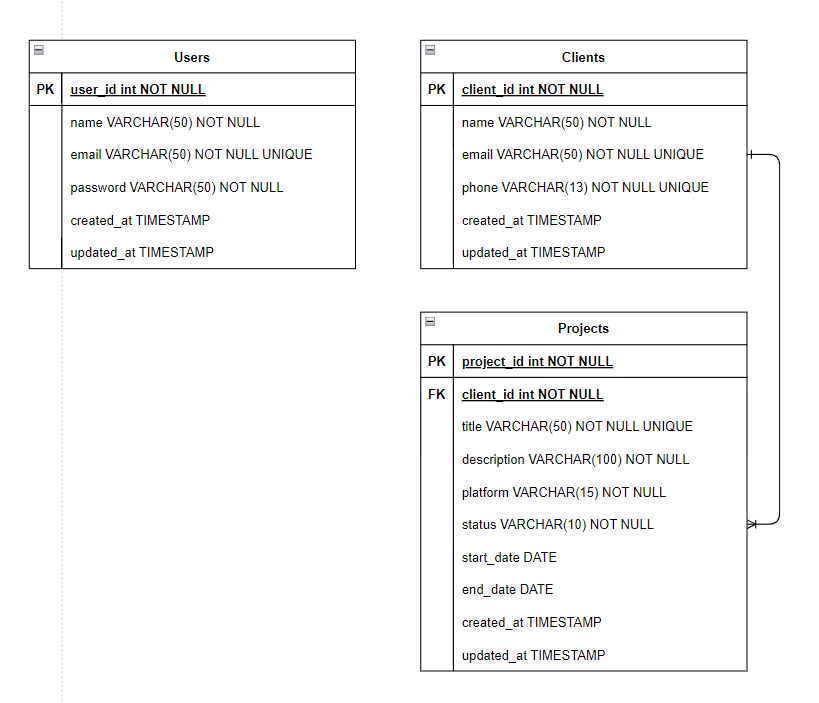 Users
PK user_id int NOT NULL
name VARCHAR(50) NOT NULL
email VARCHAR(50) NOT NULL UNIQUE
password VARCHAR(50) NOT NULL
created_at TIMESTAMP
updated_at TIMESTAMP
Clients
PK client_id int NOT NULL
name VARCHAR(50) NOT NULL
email VARCHAR(50) NOT NULL UNIQUE
phone VARCHAR(13) NOT NULL UNIQUE
created_at TIMESTAMP
updated_at TIMESTAMP
Projects
PK project_id int NOT NULL
FK client_id int NOT NULL
title VARCHAR(50) NOT NULL UNIQUE
description VARCHAR(100) NOT NULL
platform VARCHAR(15) NOT NULL
status VARCHAR(10) NOT NULL
start_date DATE
end_date DATE
created_at TIMESTAMP
updated_at TIMESTAMP